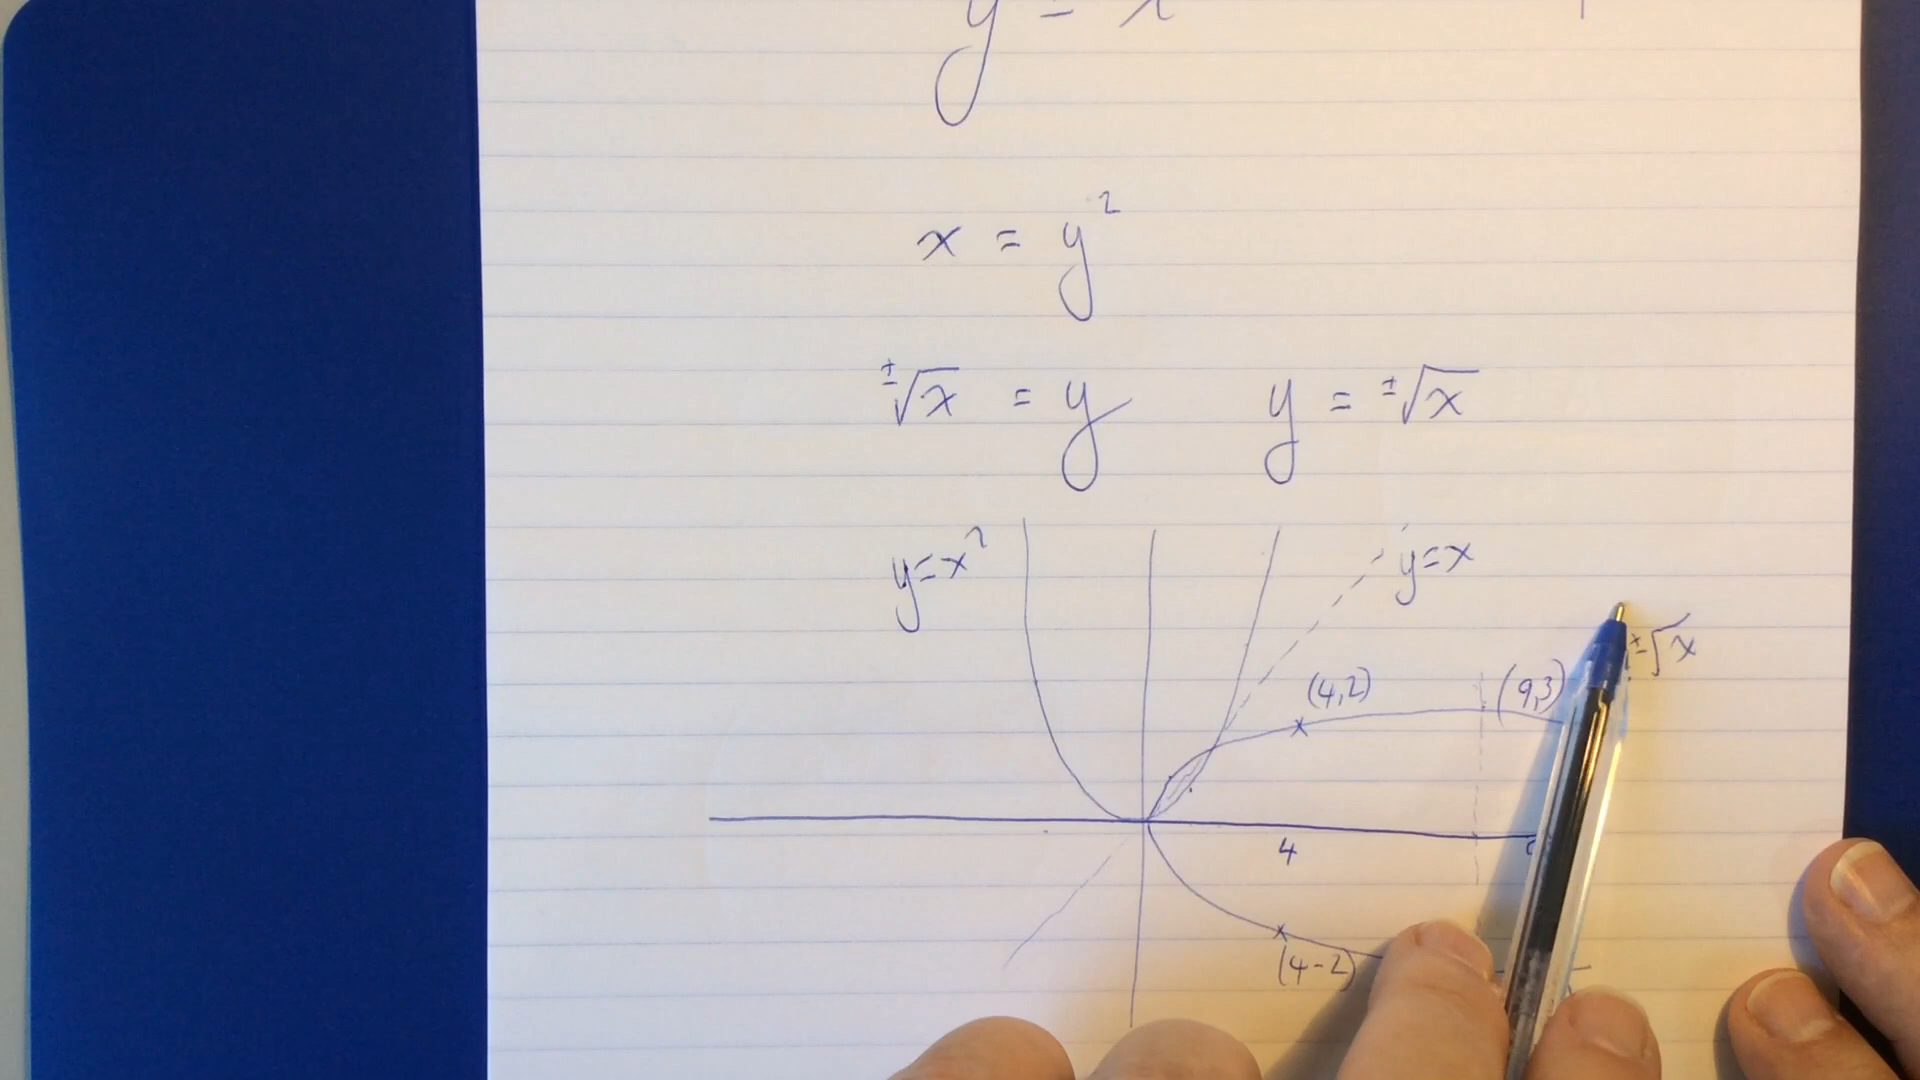 y = x
x = y²
±√x = y    y = ±√x
y=x²    y=x
±√x
(4,2)    (9,3)
4
(4-2)